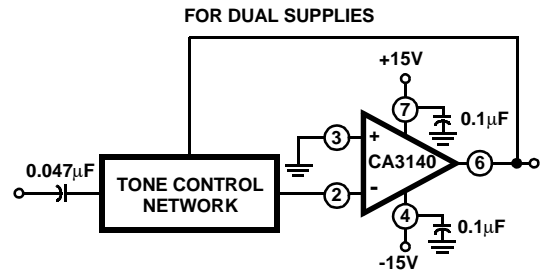 FOR DUAL SUPPLIES
+15V
7
0.1μF
3
+
CA3140
6
0.047μF
TONE CONTROL
NETWORK
2
-
4
0.1μF
-15V